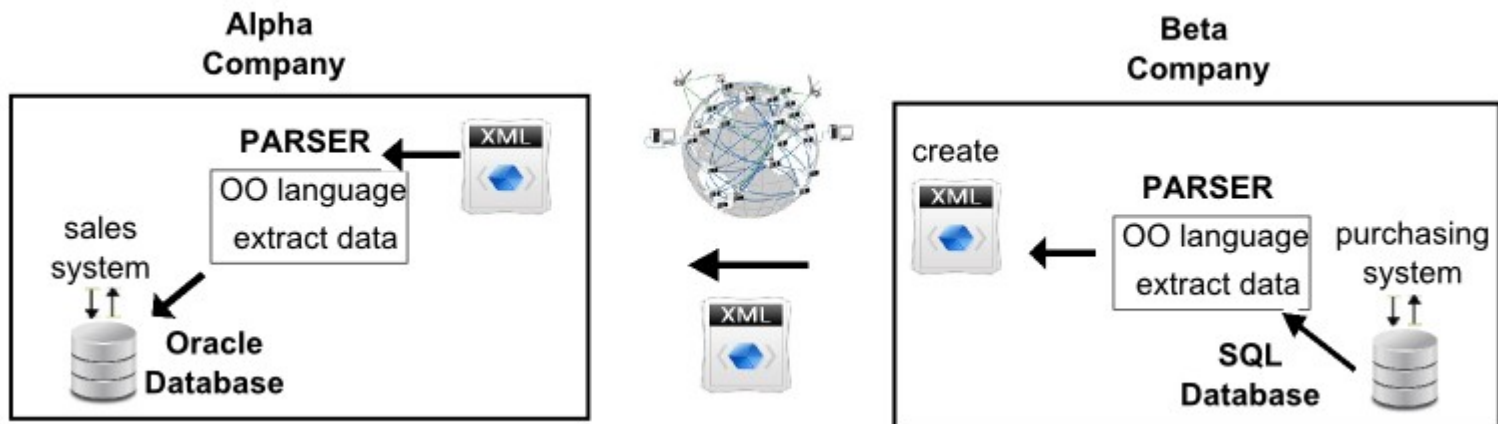 Alpha
Company
PARSER
XML
OO language
extract data
sales
system
Oracle
Database
XML
Beta
Company
create
XML
PARSER
OO language
extract data
purchasing
system
SQL
Database